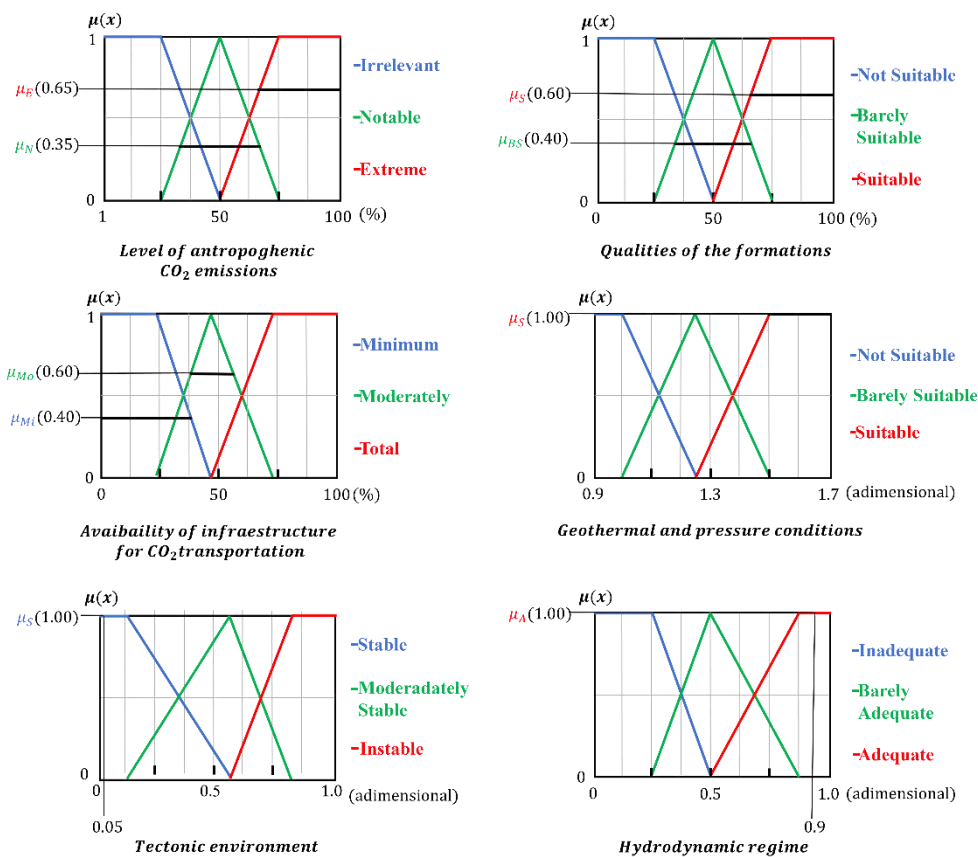 μ(x)
1
μE(0.65)
μN(0.35)
0
1
50
100
(%)
-Irrelevant
-Notable
-Extreme
Level of antropoghenic
CO2 emissions
μ(x)
1
μS(0.60)
μBS(0.40)
0
0
50
100
(%)
-Not Suitable
-Barely
Suitable
-Suitable
Qualities of the formations
μ(x)
1
μMo(0.60)
μMi(0.40)
0
0
50
100
(%)
-Minimum
-Moderately
-Total
Avaibaility of infraestructure
for CO2transportation
μ(x)
μS(1.00)
0
0.9
1.3
1.7
(adimensional)
-Not Suitable
-Barely Suitable
-Suitable
Geothermal and pressure conditions
μ(x)
μS(1.00)
0
0
0.5
1.0
(adimensional)
0.05
-Stable
-Moderadately
Stable
-Instable
Tectonic environment
μ(x)
μA(1.00)
0
0
0.5
1.0
(adimensional)
0.9
-Inadequate
-Barely
Adequate
-Adequate
Hydrodynamic regime